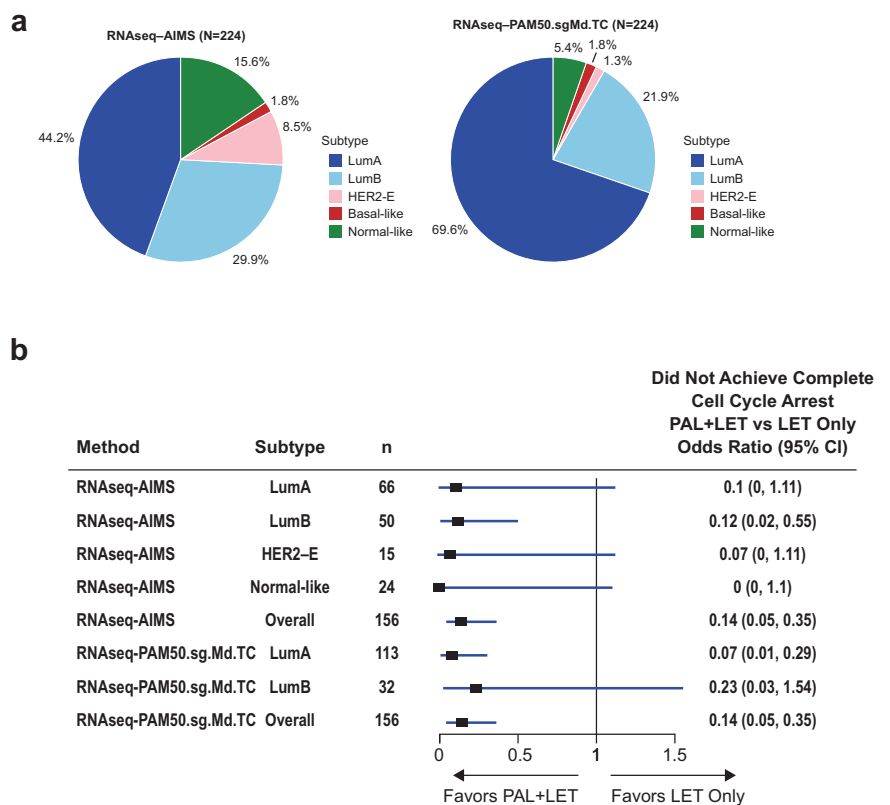 a
RNAseq–AIMS (N=224)
15.6%
1.8%
8.5%
44.2%
29.9%
Subtype
LumA
LumB
HER2-E
Basal-like
Normal-like
RNAseq–PAM50.sgMd.TC (N=224)
5.4%
1.8%
1.3%
21.9%
69.6%
Subtype
LumA
LumB
HER2-E
Basal-like
Normal-like
b
Did Not Achieve Complete
Cell Cycle Arrest
PAL+LET vs LET Only
Method Subtype n Odds Ratio (95% CI)
RNAseq-AIMS LumA 66 0.1 (0, 1.11)
RNAseq-AIMS LumB 50 0.12 (0.02, 0.55)
RNAseq-AIMS HER2–E 15 0.07 (0, 1.11)
RNAseq-AIMS Normal-like 24 0 (0, 1.1)
RNAseq-AIMS Overall 156 0.14 (0.05, 0.35)
RNAseq-PAM50.sg.Md.TC LumA 113 0.07 (0.01, 0.29)
RNAseq-PAM50.sg.Md.TC LumB 32 0.23 (0.03, 1.54)
RNAseq-PAM50.sg.Md.TC Overall 156 0.14 (0.05, 0.35)
0 0.5 1 1.5
Favors PAL+LET Favors LET Only